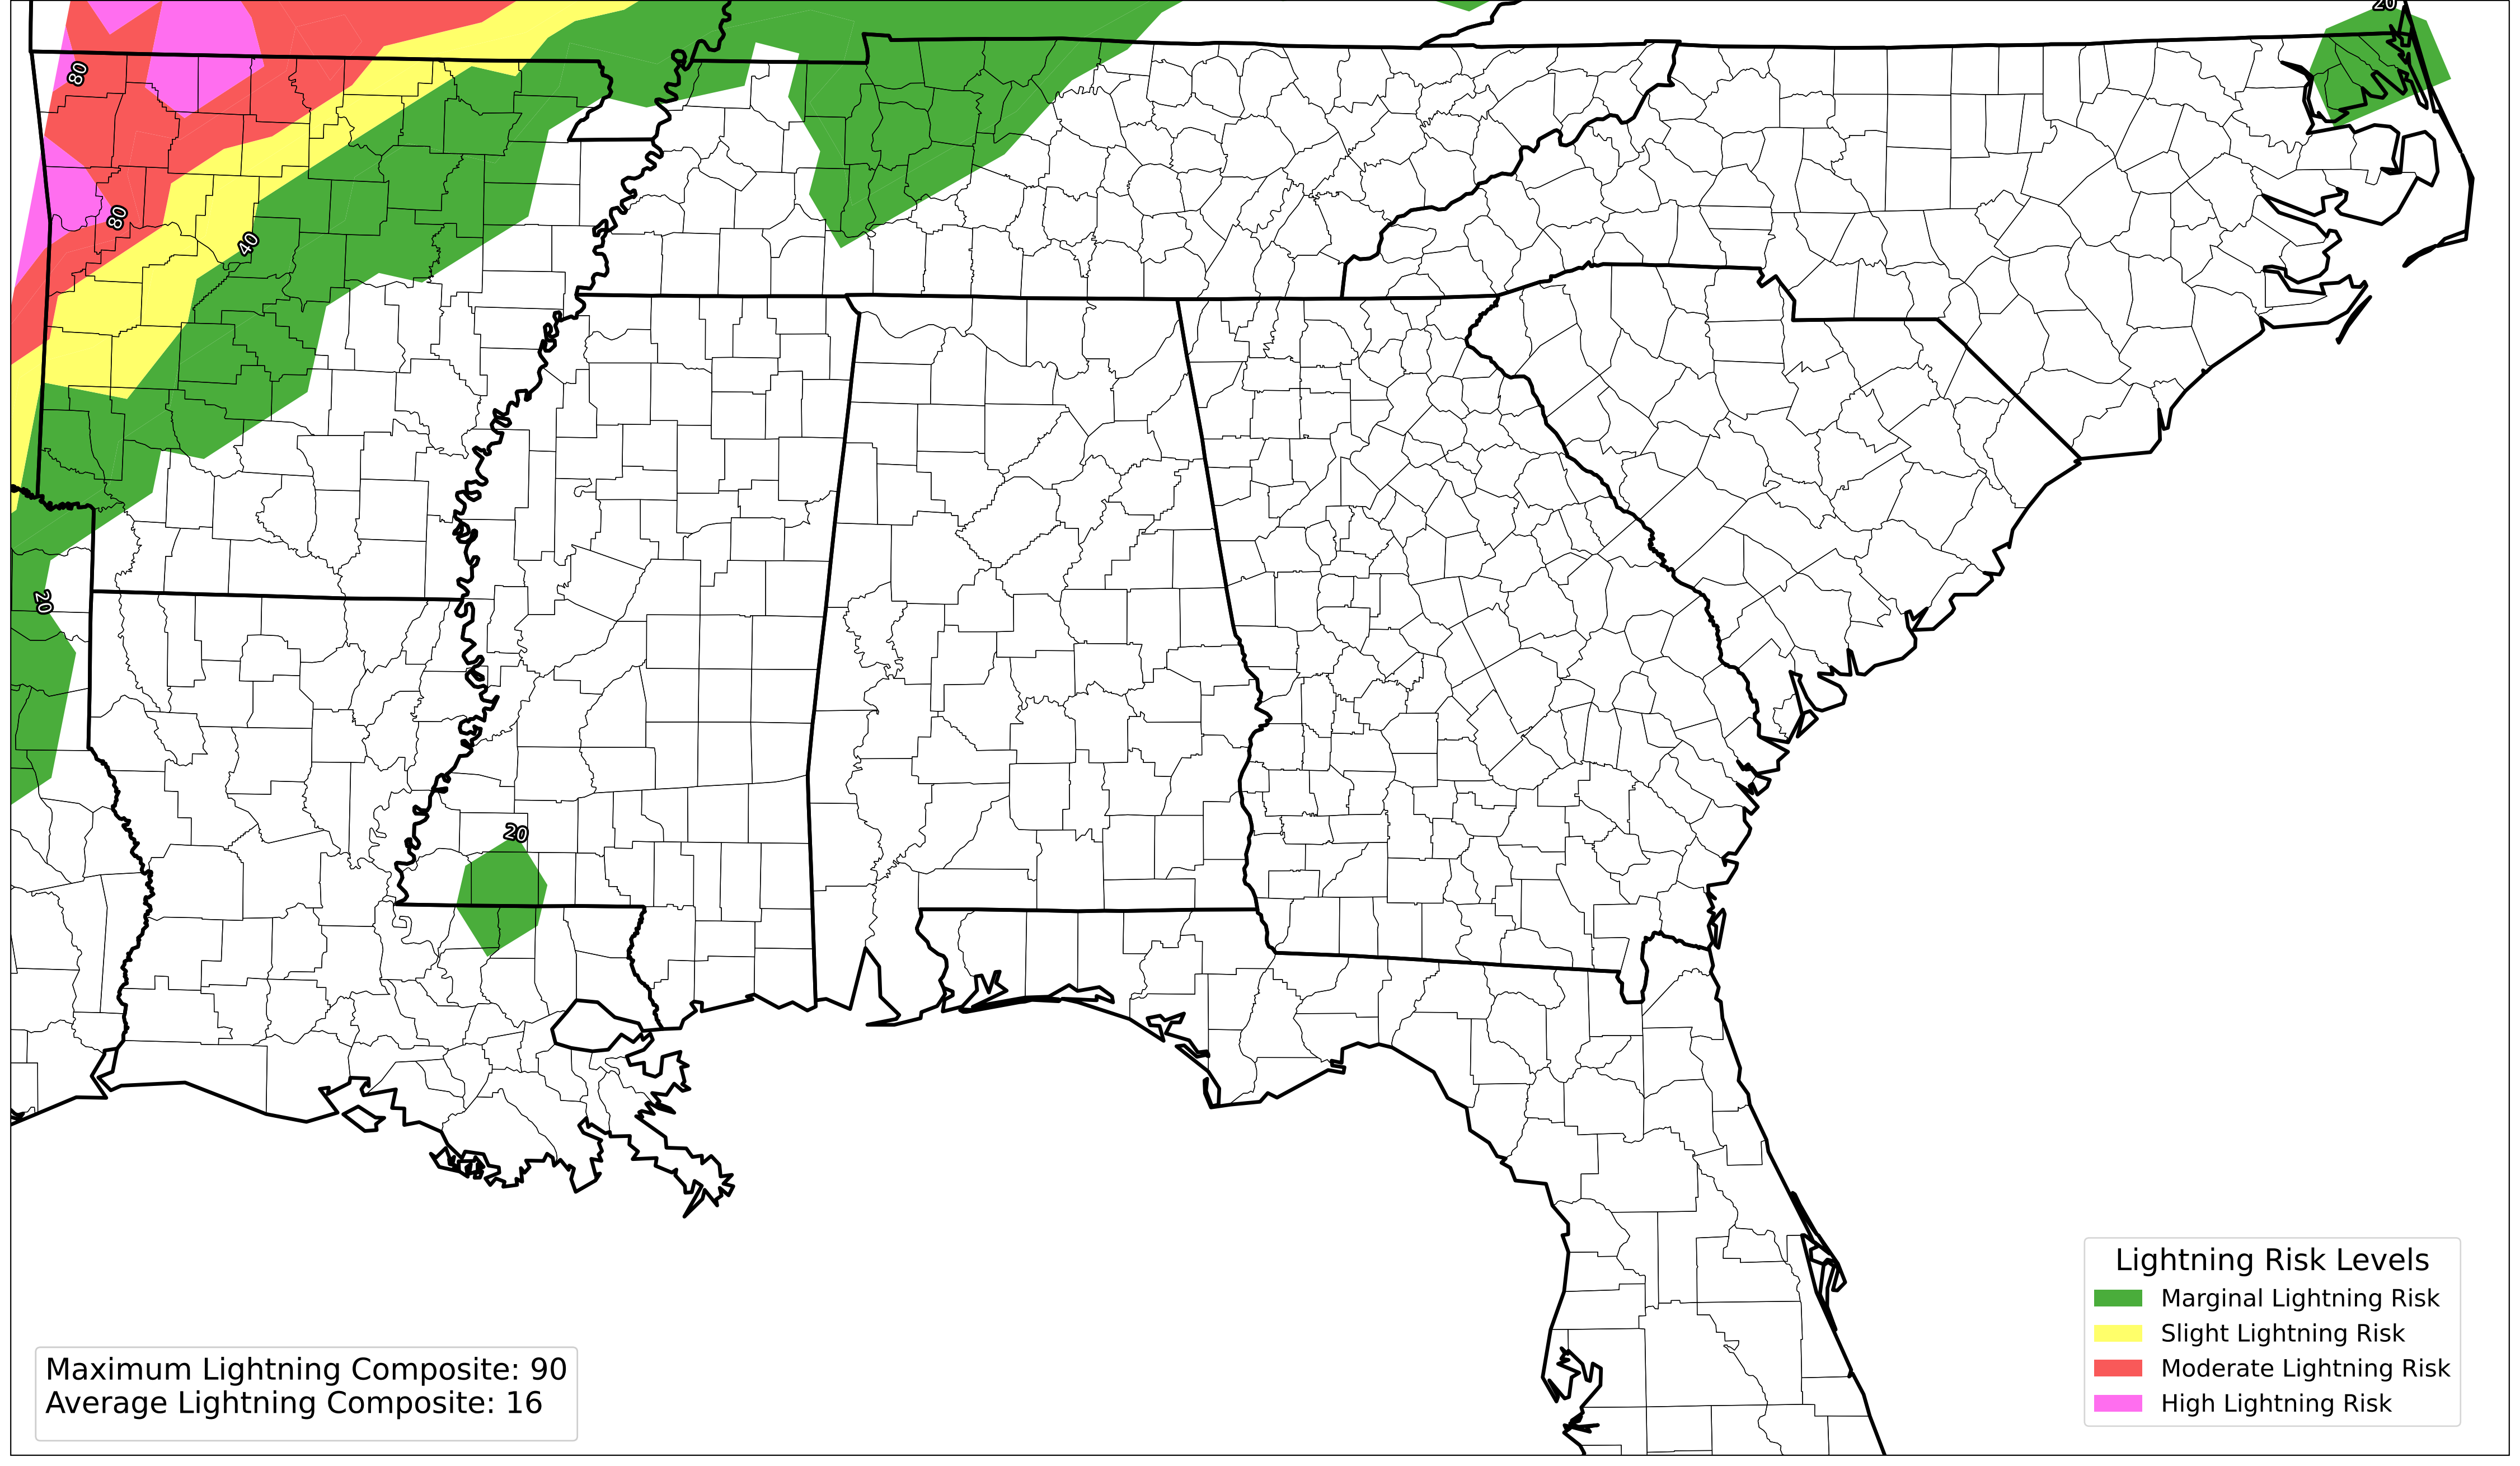 20
80
80
40
20
20
Lightning Risk Levels
Marginal Lightning Risk
Slight Lightning Risk
Moderate Lightning Risk
High Lightning Risk
Maximum Lightning Composite: 90
Average Lightning Composite: 16